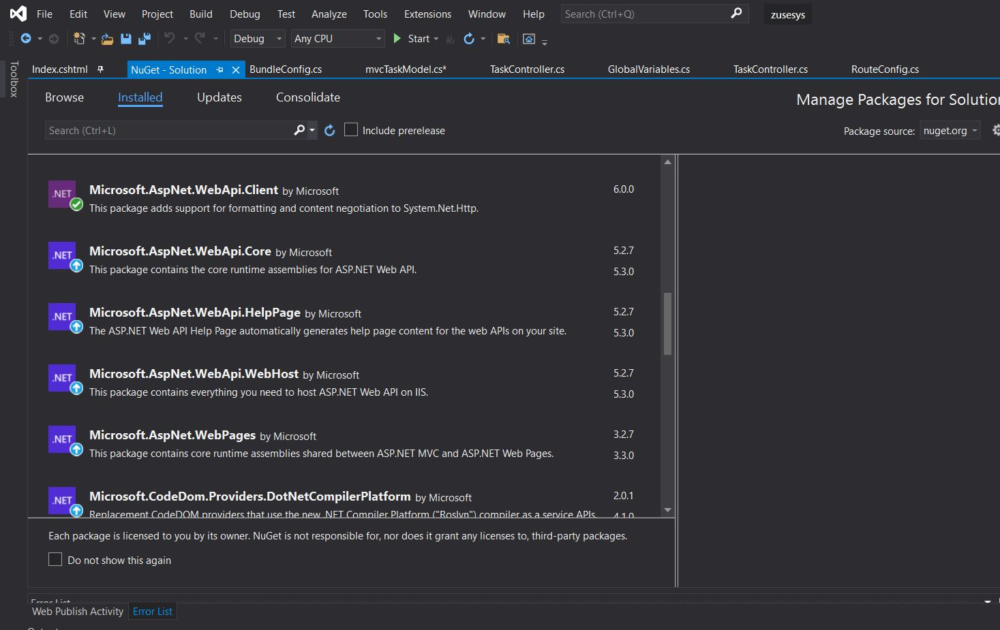 File Edit View Project Build Debug Test Analyze Tools Extensions Window Help Search (Ctrl+Q) zusesys
Debug Any CPU Start
Toolbox
Index.cshtml NuGet - Solution BundleConfig.cs mvcTaskModel.cs* TaskController.cs GlobalVariables.cs TaskController.cs RouteConfig.cs
Browse Installed Updates Consolidate Manage Packages for Solution
Search (Ctrl+L) Include prerelease Package source: nuget.org
.NET Microsoft.AspNet.WebApi.Client by Microsoft 6.0.0
This package adds support for formatting and content negotiation to System.Net.Http.
.NET Microsoft.AspNet.WebApi.Core by Microsoft 5.2.7
This package contains the core runtime assemblies for ASP.NET Web API. 5.3.0
.NET Microsoft.AspNet.WebApi.HelpPage by Microsoft 5.2.7
The ASP.NET Web API Help Page automatically generates help page content for the web APIs on your site. 5.3.0
.NET Microsoft.AspNet.WebApi.WebHost by Microsoft 5.2.7
This package contains everything you need to host ASP.NET Web API on IIS. 5.3.0
.NET Microsoft.AspNet.WebPages by Microsoft 3.2.7
This package contains core runtime assemblies shared between ASP.NET MVC and ASP.NET Web Pages. 3.3.0
.NET Microsoft.CodeDom.Providers.DotNetCompilerPlatform by Microsoft 2.0.1
Replacement CodeDOM providers that use the new .NET Compiler Platform ("Roslyn") compiler as a service APIs. 4.1.0
Each package is licensed to you by its owner. NuGet is not responsible for, nor does it grant any licenses to, third-party packages.
Do not show this again
Error List
Web Publish Activity Error List